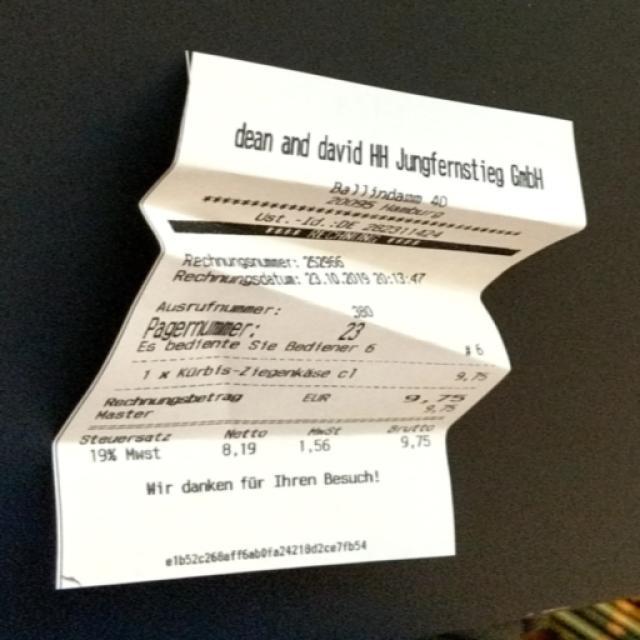 dean and david HH Jungfernstieg GmbH
Ballindamm 40
20095 Hamburg
Ust.-Id.-DE 282311424
Rechnungsnummer: 252966
Rechnungsdatum: 23.10.2019 20:13:47
Ausrufnummer: 380
Pagernummer: 23
Es bediente Sie Bediener 6 # 6
1 x Kürbis-Ziegenkäse cl 9,75
Rechnungsbetrag EUR 9,75
Master 9,75
Steuersatz Netto MwSt Brutto
19% Mwst 8,19 1,56 9,75
Wir danken für Ihren Besuch!
e1b52c268aff6ab0fa24218d2ce7fb54